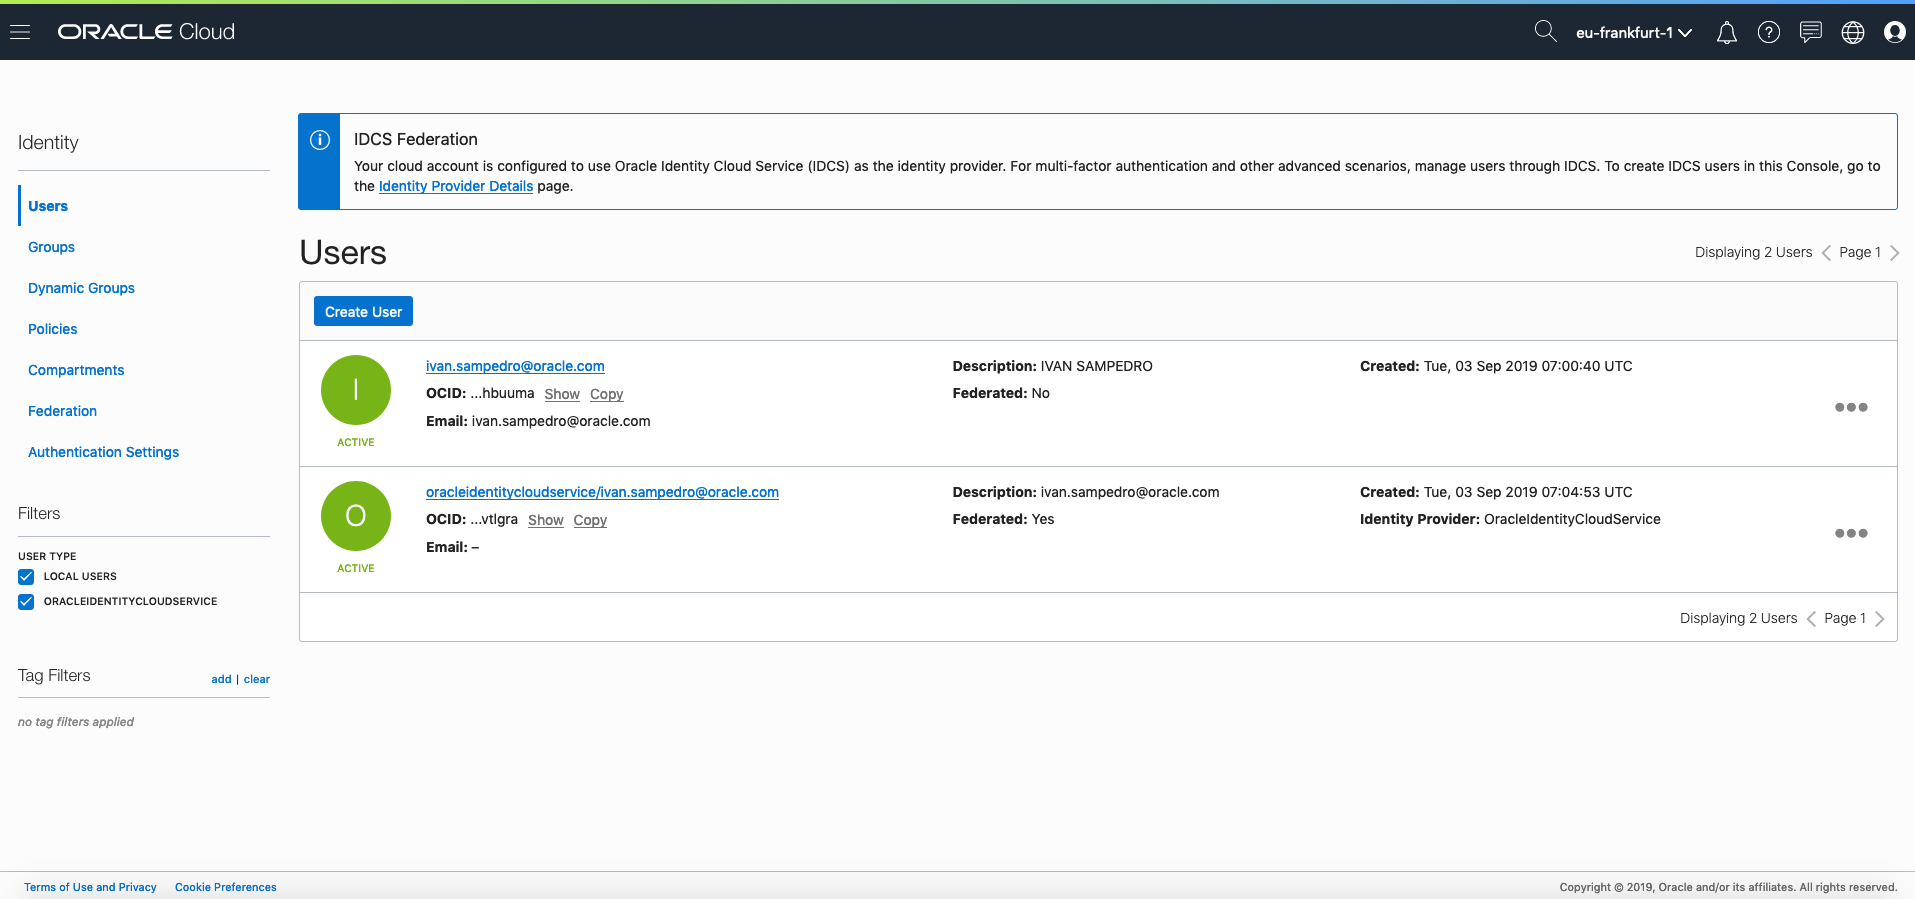 ORACLE Cloud
eu-frankfurt-1
Identity
Users
Groups
Dynamic Groups
Policies
Compartments
Federation
Authentication Settings
Filters
USER TYPE
LOCAL USERS
ORACLEIDENTITYCLOUDSERVICE
Tag Filters add | clear
no tag filters applied
IDCS Federation
Your cloud account is configured to use Oracle Identity Cloud Service (IDCS) as the identity provider. For multi-factor authentication and other advanced scenarios, manage users through IDCS. To create IDCS users in this Console, go to
the Identity Provider Details page.
Users
Displaying 2 Users Page 1
Create User
I
ACTIVE
ivan.sampedro@oracle.com
OCID: ...hbuuma Show Copy
Email: ivan.sampedro@oracle.com
Description: IVAN SAMPEDRO
Federated: No
Created: Tue, 03 Sep 2019 07:00:40 UTC
O
ACTIVE
oracleidentitycloudservice/ivan.sampedro@oracle.com
OCID: ...vtlgra Show Copy
Email: –
Description: ivan.sampedro@oracle.com
Federated: Yes
Created: Tue, 03 Sep 2019 07:04:53 UTC
Identity Provider: OracleIdentityCloudService
Displaying 2 Users Page 1
Terms of Use and Privacy Cookie Preferences
Copyright © 2019, Oracle and/or its affiliates. All rights reserved.